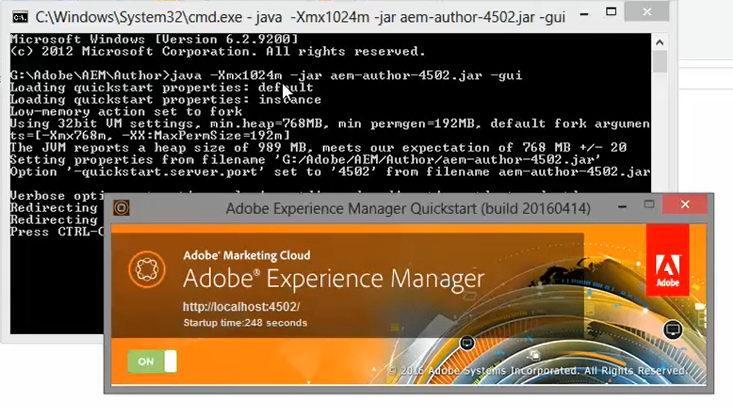 C:\Windows\System32\cmd.exe - java -Xmx1024m -jar aem-author-4502.jar -gui
Microsoft Windows [Version 6.2.9200]
(c) 2012 Microsoft Corporation. All rights reserved.
G:\Adobe\AEM\Author>java -Xmx1024m -jar aem-author-4502.jar -gui
Loading quickstart properties: default
Loading quickstart properties: instance
Low-memory action set to fork
Using 32bit VM settings, min.heap=768MB, min permgen=192MB, default fork argumen
ts=[-Xmx768m, -XX:MaxPermSize=192m]
The JVM reports a heap size of 989 MB, meets our expectation of 768 MB +/- 20
Setting properties from filename 'G:/Adobe/AEM/Author/aem-author-4502.jar'
Option '-quickstart.server.port' set to '4502' from filename aem-author-4502.jar
Verbose option
Redirecting
Redirecting
Press CTRL-C
Adobe Experience Manager Quickstart (build 20160414)
Adobe® Marketing Cloud
Adobe® Experience Manager
http://localhost:4502/
Startup time:248 seconds
Adobe
ON
© 2016 Adobe Systems Incorporated. All Rights Reserved.